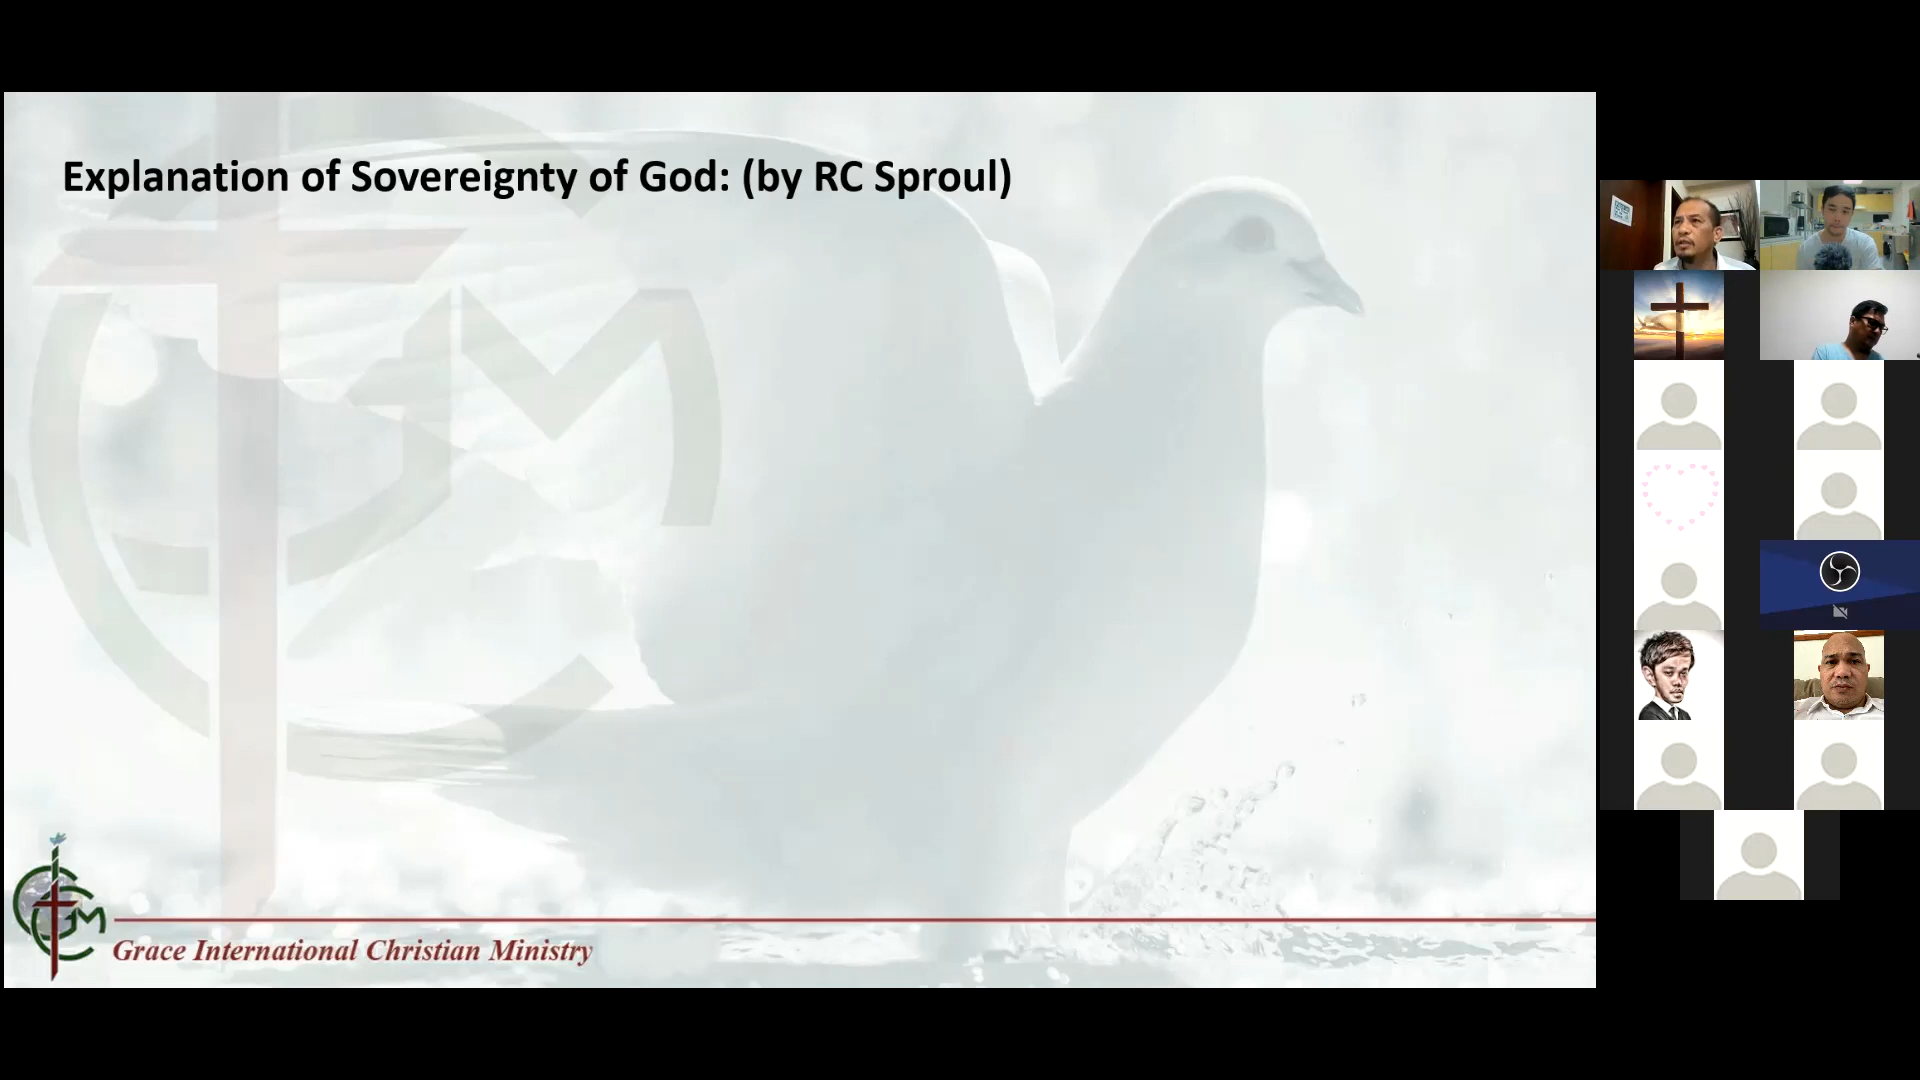 Explanation of Sovereignty of God: (by RC Sproul)
Grace International Christian Ministry